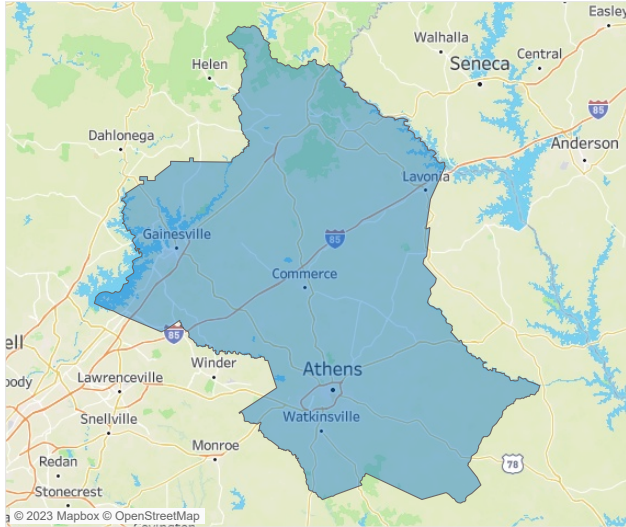 Easley
Walhalla
Central
Helen
Seneca
85
Dahlonega
Anderson
Lavonia
Gainesville
85
Commerce
ell
85
Winder
Athens
oody
Lawrenceville
Watkinsville
Snellville
Monroe
78
Redan
Stonecrest
© 2023 Mapbox © OpenStreetMap